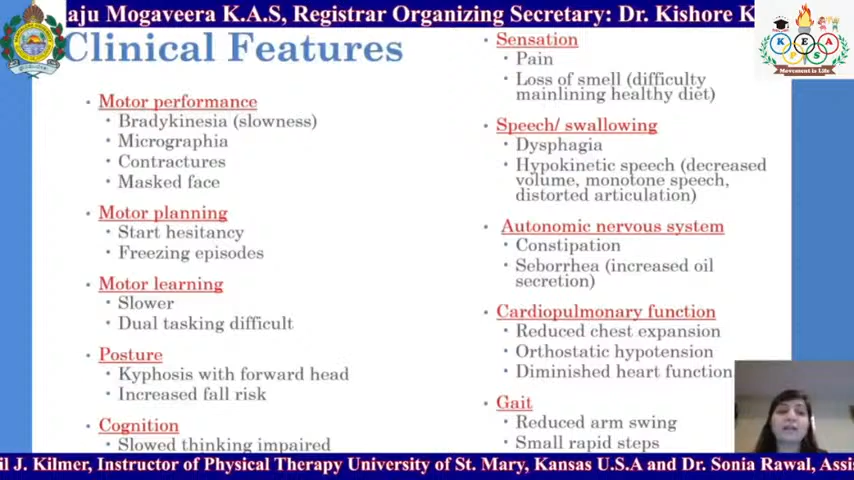 aju Mogaveera K.A.S, Registrar Organizing Secretary: Dr. Kishore K
Clinical Features
• Motor performance
• Bradykinesia (slowness)
• Micrographia
• Contractures
• Masked face
• Motor planning
• Start hesitancy
• Freezing episodes
• Motor learning
• Slower
• Dual tasking difficult
• Posture
• Kyphosis with forward head
• Increased fall risk
• Cognition
• Slowed thinking impaired
• Sensation
• Pain
• Loss of smell (difficulty
mainlining healthy diet)
• Speech/ swallowing
• Dysphagia
• Hypokinetic speech (decreased
volume, monotone speech,
distorted articulation)
• Autonomic nervous system
• Constipation
• Seborrhea (increased oil
secretion)
• Cardiopulmonary function
• Reduced chest expansion
• Orthostatic hypotension
• Diminished heart function
• Gait
• Reduced arm swing
• Small rapid steps
K E A
P S
Movement is Life
il J. Kilmer, Instructor of Physical Therapy University of St. Mary, Kansas U.S.A and Dr. Sonia Rawal, Assis